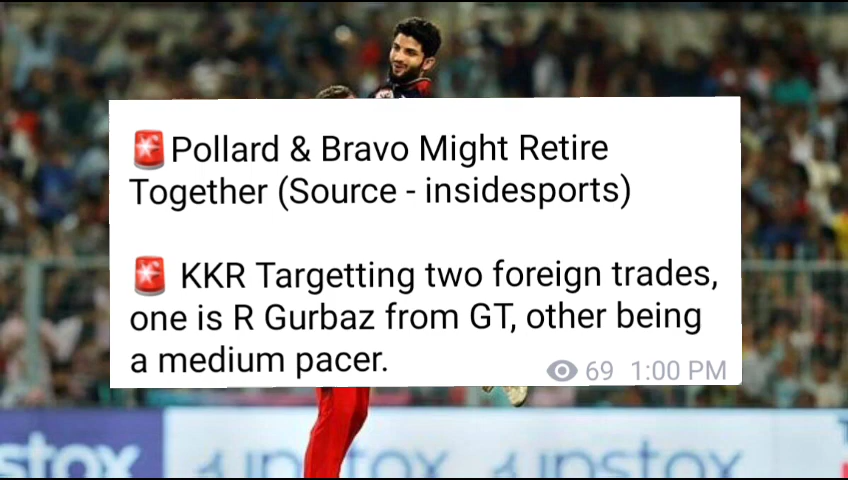 🚨Pollard & Bravo Might Retire
Together (Source - insidesports)
🚨 KKR Targetting two foreign trades,
one is R Gurbaz from GT, other being
a medium pacer.
69 1:00 PM
stox
upstox
upstox